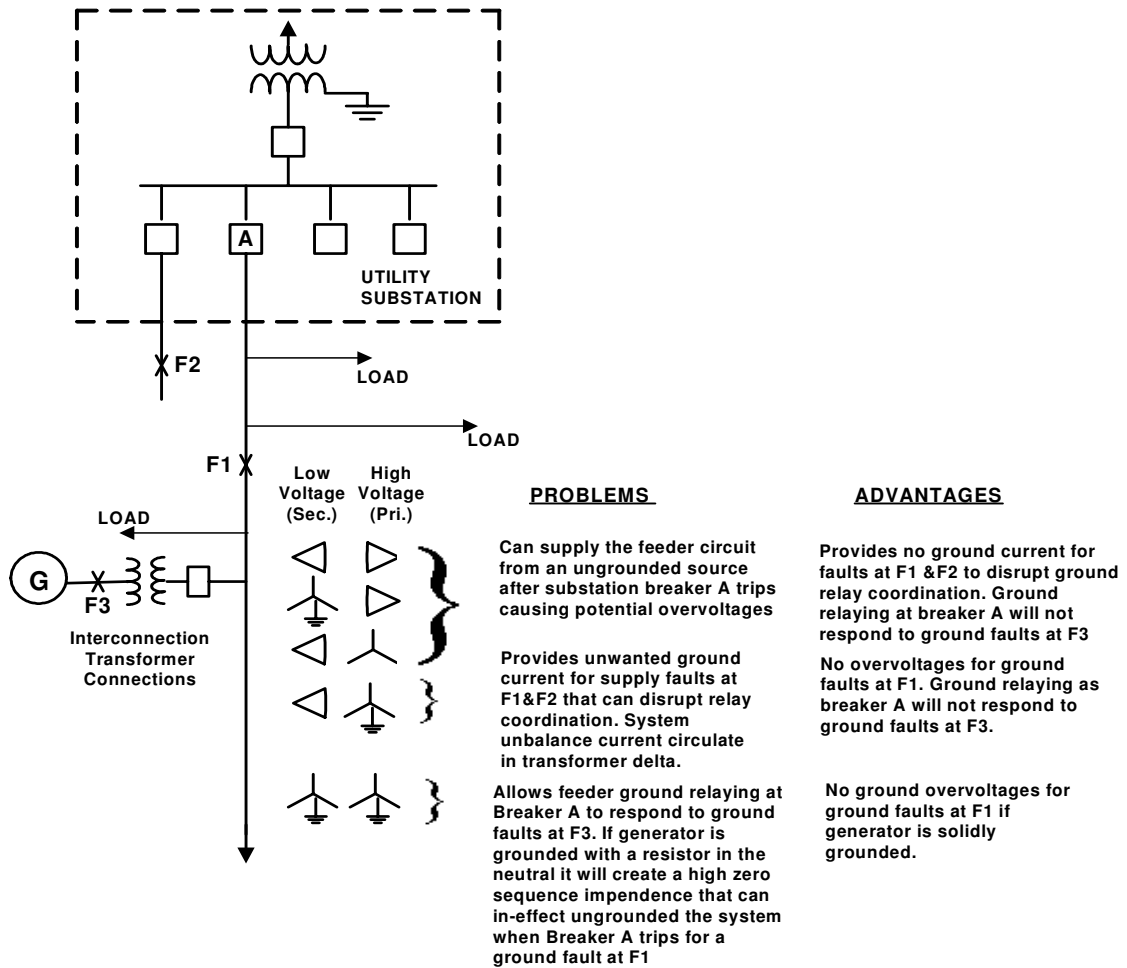 A
UTILITY
SUBSTATION
F2
LOAD
LOAD
F1
LOAD
G
F3
Interconnection
Transformer
Connections
Low
Voltage
(Sec.)
High
Voltage
(Pri.)
PROBLEMS
Can supply the feeder circuit
from an ungrounded source
after substation breaker A trips
causing potential overvoltages
Provides unwanted ground
current for supply faults at
F1&F2 that can disrupt relay
coordination. System
unbalance current circulate
in transformer delta.
Allows feeder ground relaying at
Breaker A to respond to ground
faults at F3. If generator is
grounded with a resistor in the
neutral it will create a high zero
sequence impendence that can
in-effect ungrounded the system
when Breaker A trips for a
ground fault at F1
ADVANTAGES
Provides no ground current for
faults at F1 &F2 to disrupt ground
relay coordination. Ground
relaying at breaker A will not
respond to ground faults at F3
No overvoltages for ground
faults at F1. Ground relaying as
breaker A will not respond to
ground faults at F3.
No ground overvoltages for
ground faults at F1 if
generator is solidly
grounded.